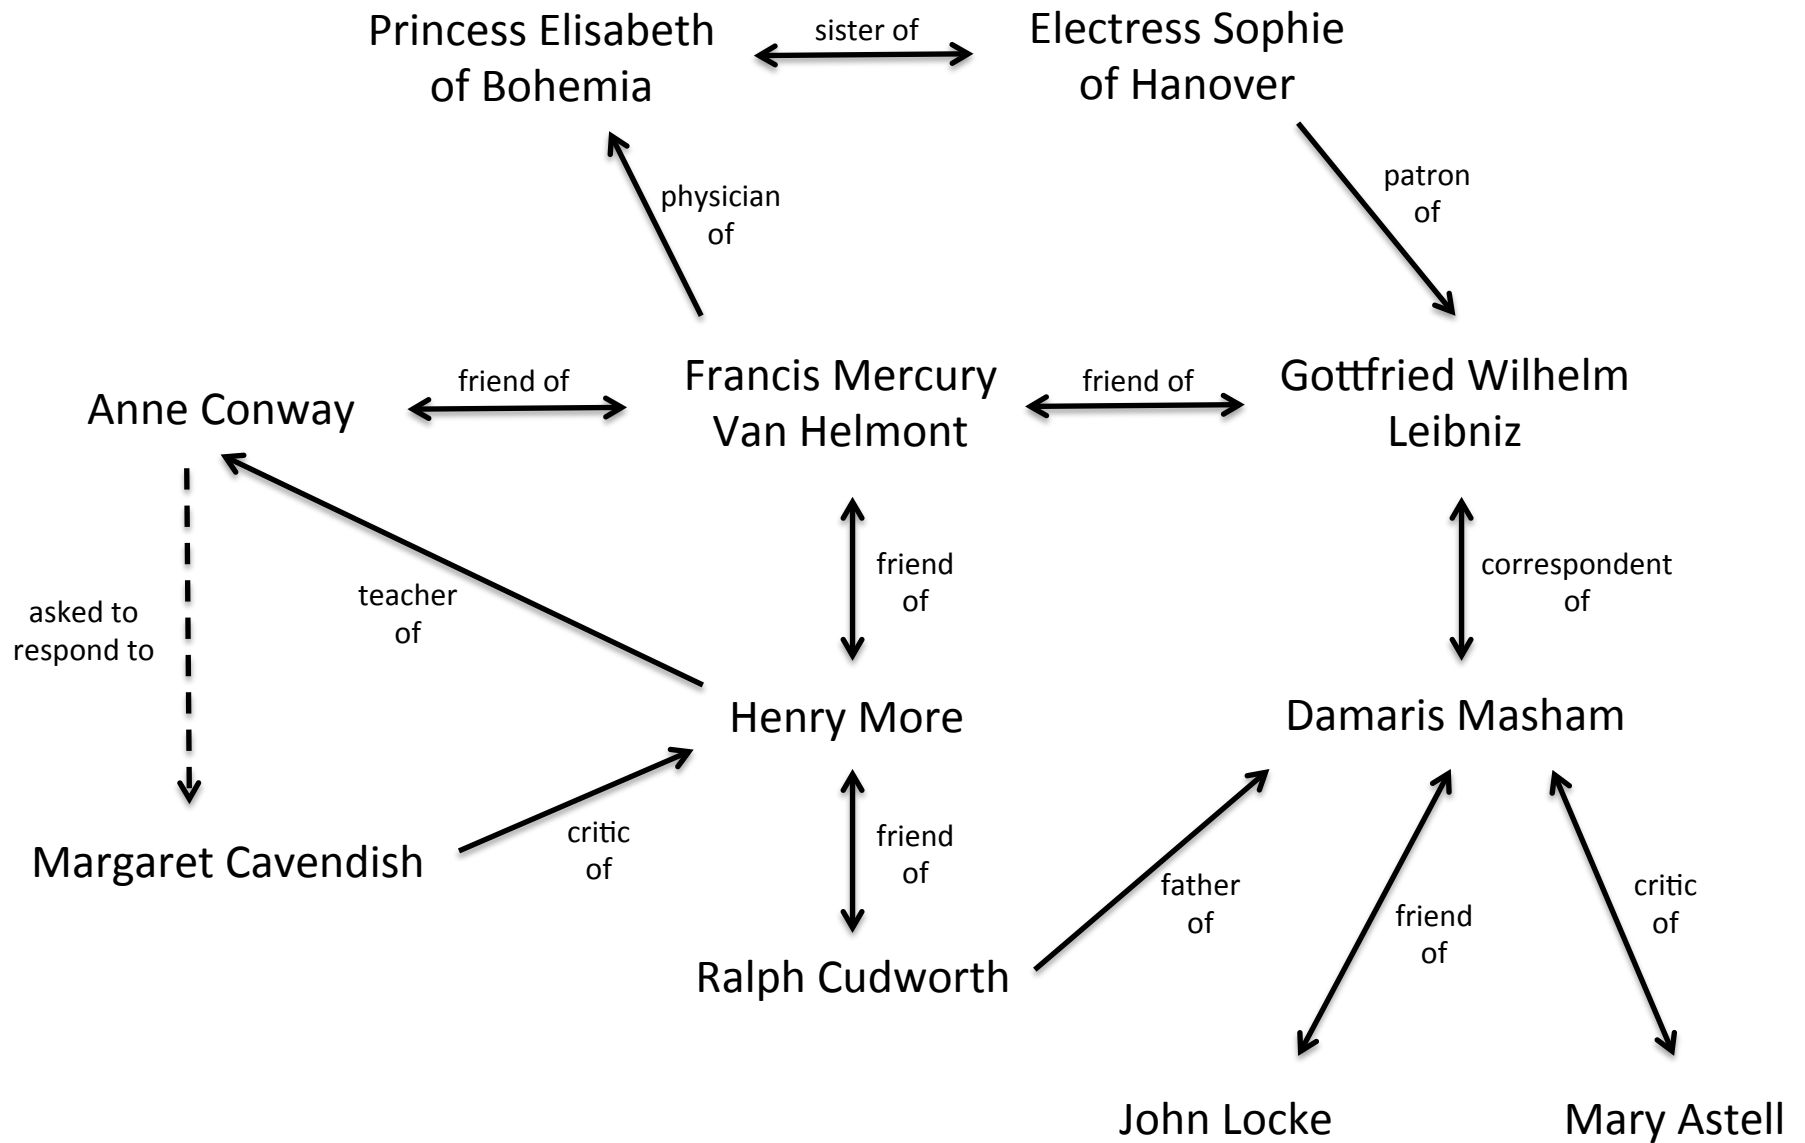 Princess Elisabeth
of Bohemia
sister of
Electress Sophie
of Hanover
physician
of
patron
of
Anne Conway
friend of
Francis Mercury
Van Helmont
friend of
Gottfried Wilhelm
Leibniz
asked to
respond to
teacher
of
friend
of
correspondent
of
Henry More
Damaris Masham
Margaret Cavendish
critic
of
friend
of
father
of
friend
of
critic
of
Ralph Cudworth
John Locke
Mary Astell